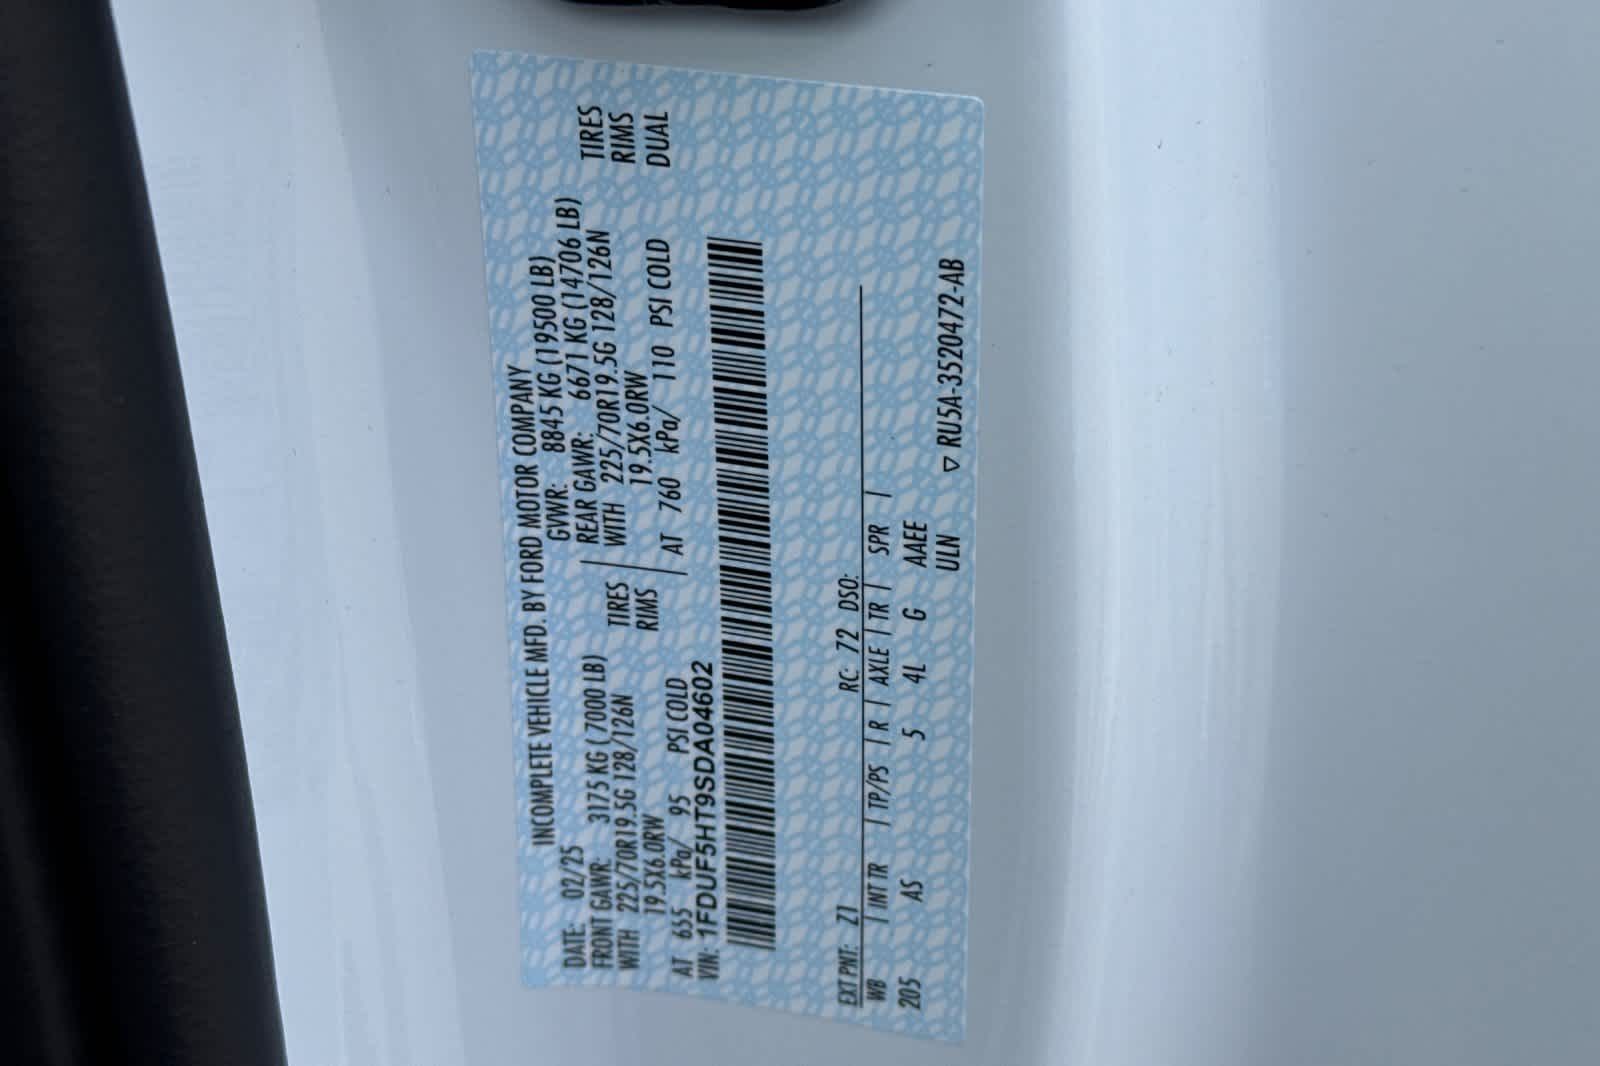 INCOMPLETE VEHICLE MFD. BY FORD MOTOR COMPANY
DATE: 02/25 GVWR: 8845 KG (19500 LB)
FRONT GAWR: 3175 KG (7000 LB) REAR GAWR: 6671 KG (14706 LB)
WITH 225/70R19.5G 128/126N TIRES WITH 225/70R19.5G 128/126N TIRES
19.5X6.0RW RIMS 19.5X6.0RW RIMS
AT 655 kPa/ 95 PSI COLD AT 760 kPa/ 110 PSI COLD DUAL
VIN: 1FDUF5HT9SDA04602
EXT PNT: Z1 RC: 72 DSO:
WB | INT TR | TP/PS | R | AXLE | TR | SPR |
205 AS 5 4L G AAEE
ULN ▽ RU5A-3520472-AB